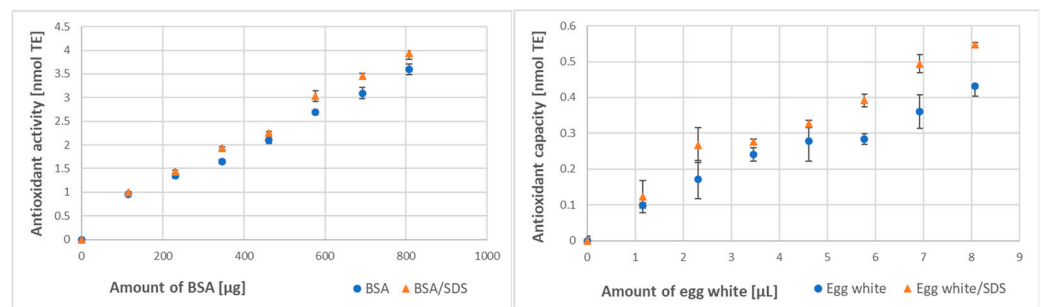 Antioxidant activity [nmol TE]
4.5
4
3.5
3
2.5
2
1.5
1
0.5
0
0 200 400 600 800 1000
Amount of BSA [µg] BSA BSA/SDS
Antioxidant capacity [nmol TE]
0.6
0.5
0.4
0.3
0.2
0.1
0
0 1 2 3 4 5 6 7 8 9
Amount of egg white [µL] Egg white Egg white/SDS